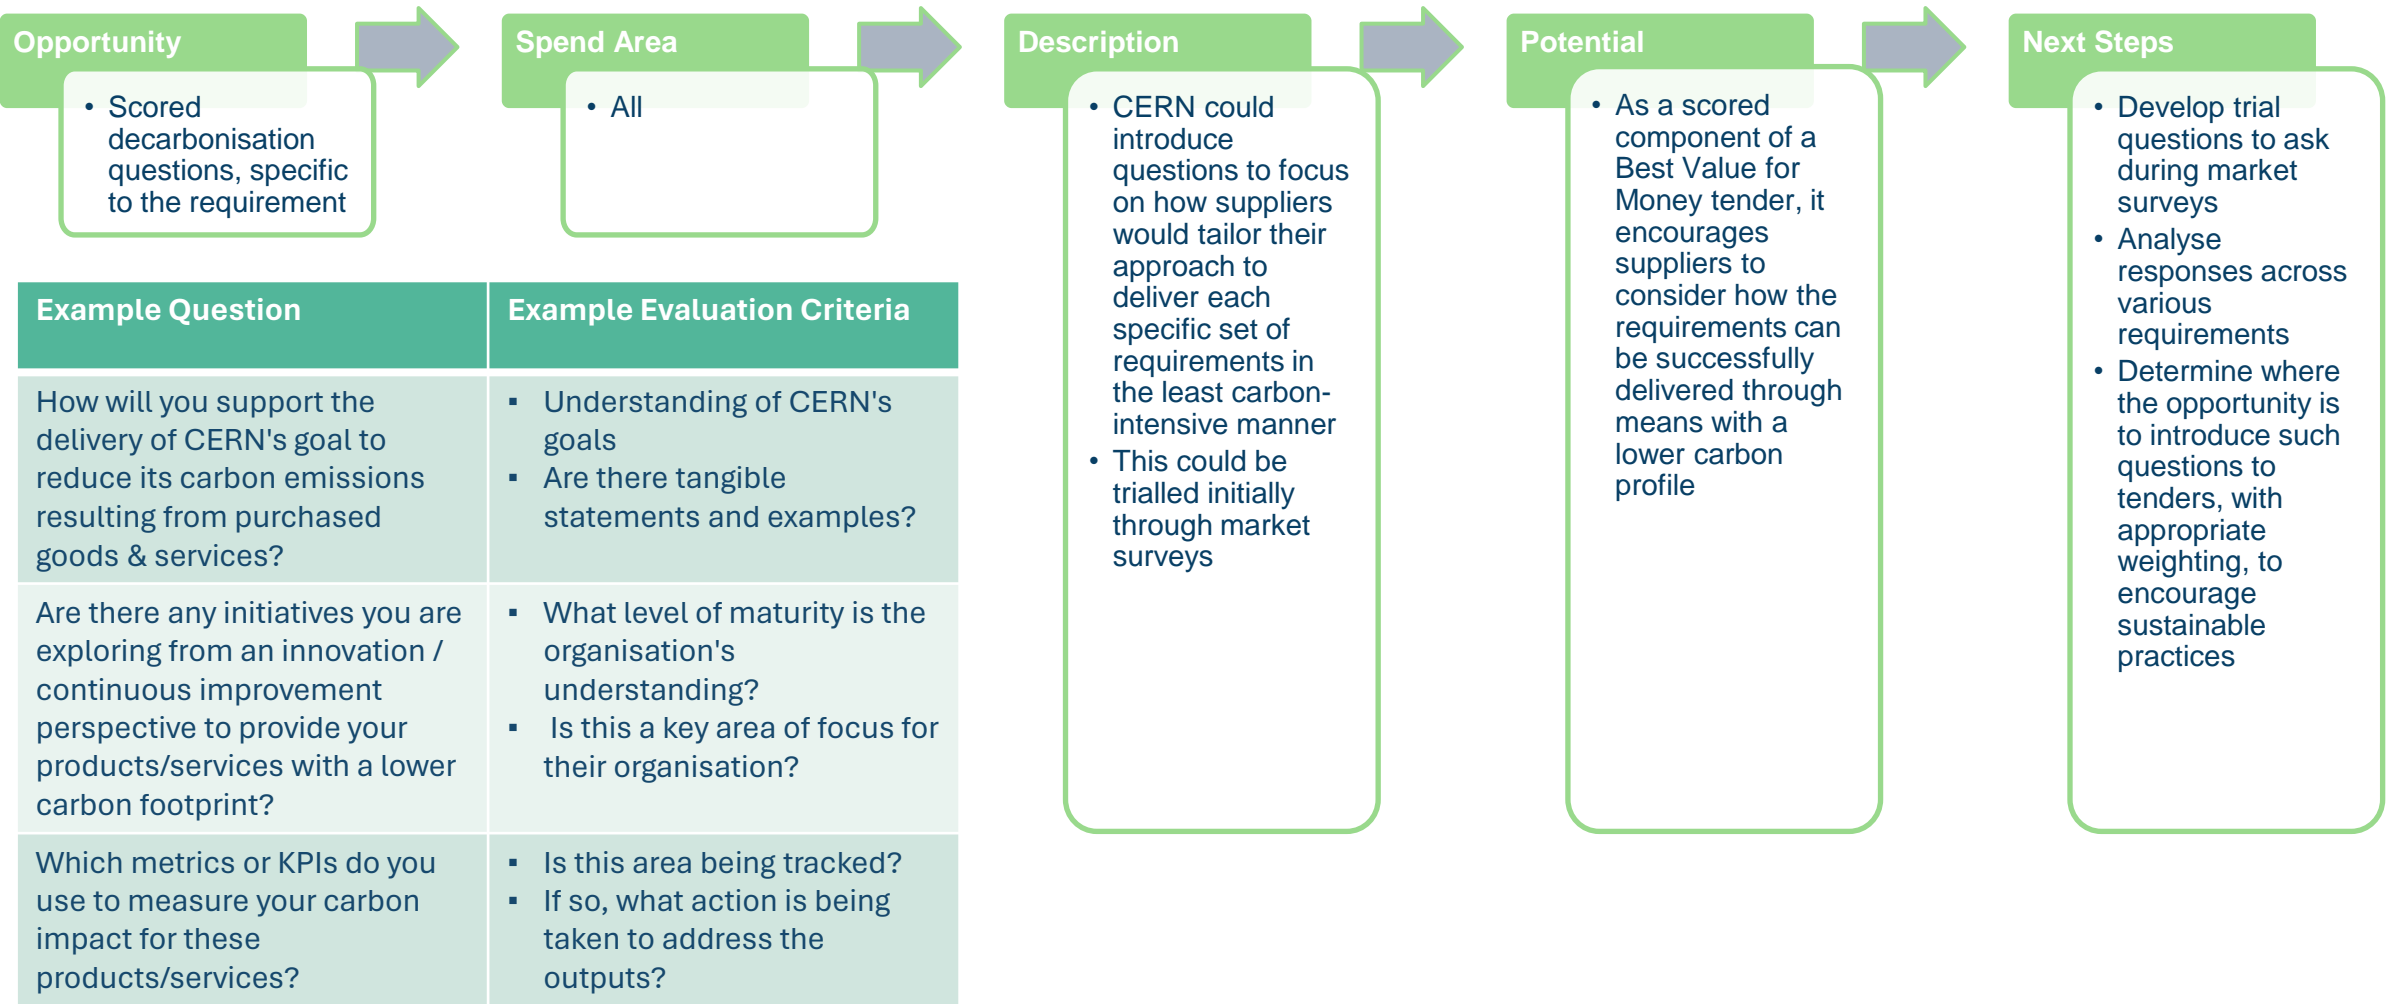 Opportunity
• Scored
decarbonisation
questions, specific
to the requirement
Spend Area
• All
Description
• CERN could
introduce
questions to focus
on how suppliers
would tailor their
approach to
deliver each
specific set of
requirements in
the least carbon-
intensive manner
• This could be
trialled initially
through market
surveys
Potential
• As a scored
component of a
Best Value for
Money tender, it
encourages
suppliers to
consider how the
requirements can
be successfully
delivered through
means with a
lower carbon
profile
Next Steps
• Develop trial
questions to ask
during market
surveys
• Analyse
responses across
various
requirements
• Determine where
the opportunity is
to introduce such
questions to
tenders, with
appropriate
weighting, to
encourage
sustainable
practices
Example Question
Example Evaluation Criteria
How will you support the
delivery of CERN's goal to
reduce its carbon emissions
resulting from purchased
goods & services?
▪ Understanding of CERN's
goals
▪ Are there tangible
statements and examples?
Are there any initiatives you are
exploring from an innovation /
continuous improvement
perspective to provide your
products/services with a lower
carbon footprint?
▪ What level of maturity is the
organisation's
understanding?
▪ Is this a key area of focus for
their organisation?
Which metrics or KPIs do you
use to measure your carbon
impact for these
products/services?
▪ Is this area being tracked?
▪ If so, what action is being
taken to address the
outputs?